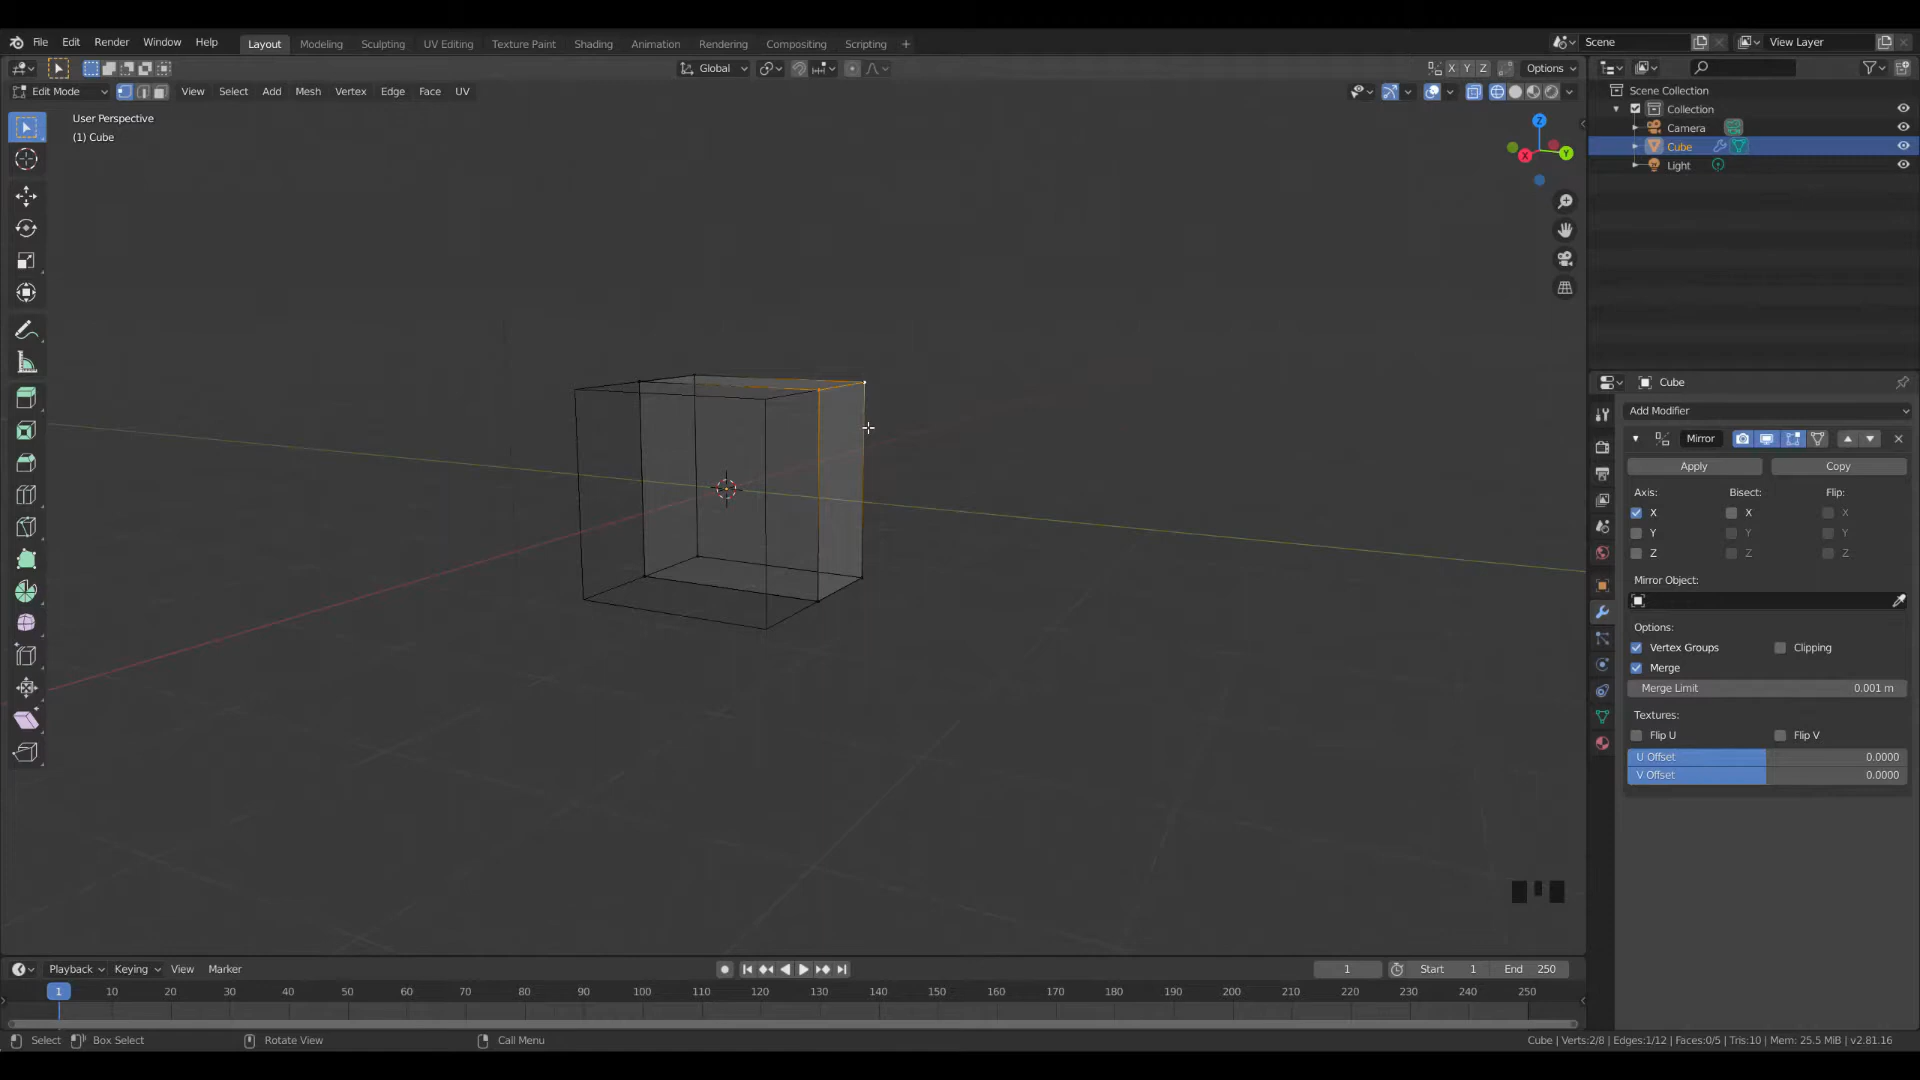 File Edit Render Window Help Layout Modeling Sculpting UV Editing Texture Paint Shading Animation Rendering Compositing Scripting + Scene View Layer
Global X Y Z Options
Edit Mode View Select Add Mesh Vertex Edge Face UV
User Perspective
(1) Cube
Z
Y
X
Scene Collection
Collection
Camera
Cube
Light
Cube
Add Modifier
Mirror
Apply Copy
Axis: Bisect: Flip:
X X X
Y Y Y
Z Z Z
Mirror Object:
Options:
Vertex Groups Clipping
Merge
Merge Limit 0.001 m
Textures:
Flip U Flip V
U Offset 0.0000
V Offset 0.0000
Playback Keying View Marker 1 Start 1 End 250
1 10 20 30 40 50 60 70 80 90 100 110 120 130 140 150 160 170 180 190 200 210 220 230 240 250
Select Box Select Rotate View Call Menu Cube | Verts:2/8 | Edges:1/12 | Faces:0/5 | Tris:10 | Mem: 25.5 MiB | v2.81.16